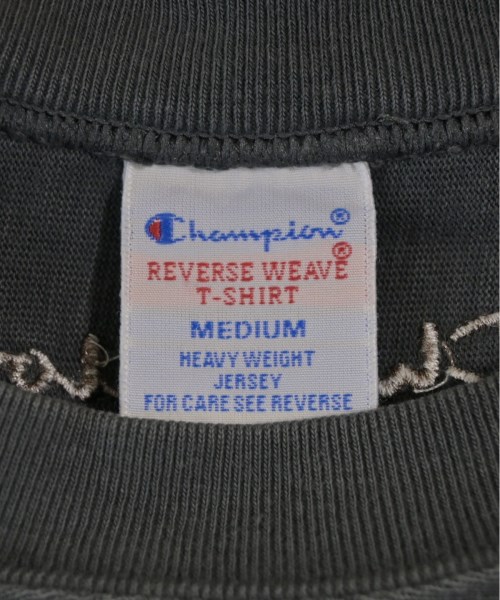 Champion®
REVERSE WEAVE®
T-SHIRT
MEDIUM
HEAVY WEIGHT
JERSEY
FOR CARE SEE REVERSE